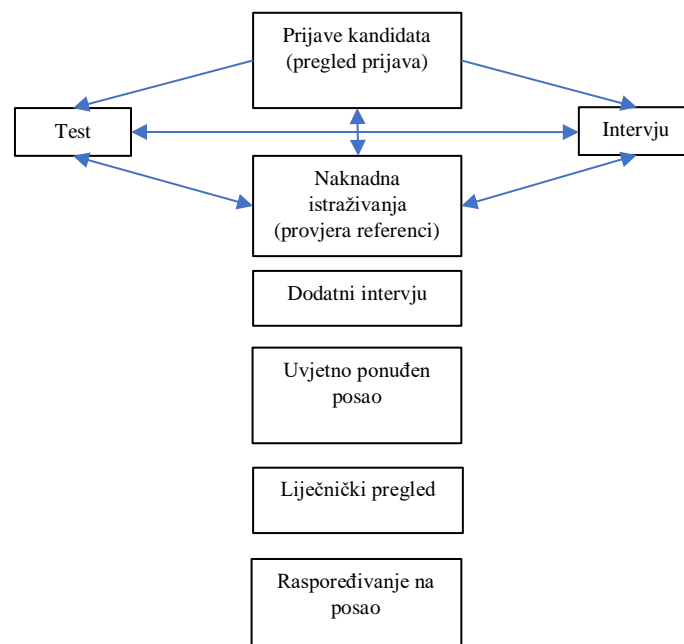 Prijave kandidata
(pregled prijava)
Test
Intervju
Naknadna
istraživanja
(provjera referenci)
Dodatni intervju
Uvjetno ponuđen
posao
Liječnički pregled
Raspoređivanje na
posao